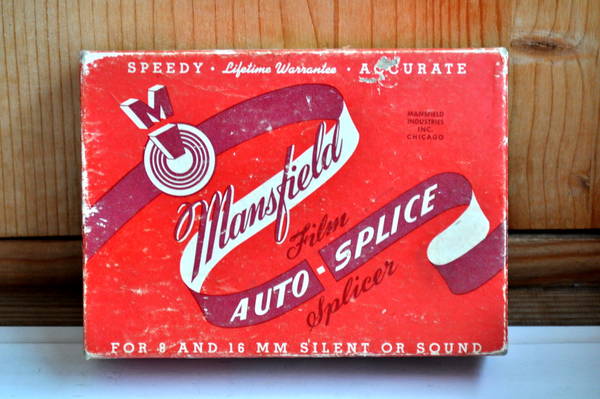 SPEEDY · Lifetime Warrantee · ACCURATE
M
I
MANSFIELD
INDUSTRIES
INC.
CHICAGO
Mansfield
Film
AUTO·SPLICE
Splicer
FOR 8 AND 16 MM SILENT OR SOUND